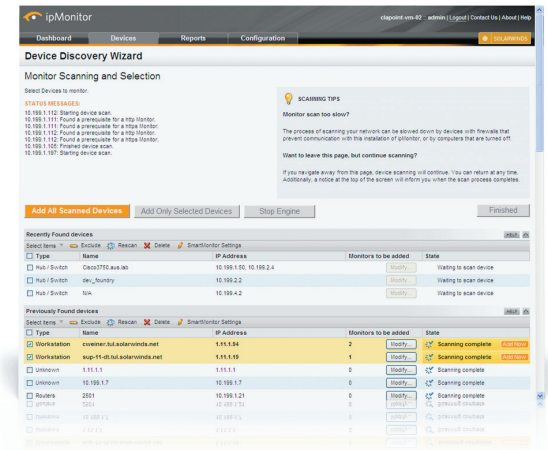 ipMonitor
clapoint-vm-02 :: admin | Logout | Contact Us | About | Help
Dashboard Devices Reports Configuration SOLARWINDS
Device Discovery Wizard
Monitor Scanning and Selection
Select Devices to monitor.
STATUS MESSAGES:
10.199.1.112: Starting device scan.
10.199.1.111: Found a prerequisite for a http Monitor.
10.199.1.111: Found a prerequisite for a https Monitor.
10.199.1.112: Found a prerequisite for a http Monitor.
10.199.1.112: Found a prerequisite for a https Monitor.
10.199.1.105: Finished device scan.
10.199.1.197: Starting device scan.
SCANNING TIPS
Monitor scan too slow?
The process of scanning your network can be slowed down by devices with firewalls that
prevent communication with this installation of ipMonitor, or by computers that are turned off.
Want to leave this page, but continue scanning?
If you navigate away from this page, device scanning will continue. You can return at any time.
Additionally, a notice at the top of the screen will inform you when the scan process completes.
Add All Scanned Devices Add Only Selected Devices Stop Engine Finished
Recently Found devices HELP
Select Items Exclude Rescan Delete SmartMonitor Settings
Type Name IP Address Monitors to be added State
Hub / Switch Cisco3750.aus.lab 10.199.1.50, 10.199.2.4 Modify... Waiting to scan device
Hub / Switch dev_foundry 10.199.2.2 Modify... Waiting to scan device
Hub / Switch N/A 10.199.4.2 Modify... Waiting to scan device
Previously Found devices HELP
Select Items Exclude Rescan Delete SmartMonitor Settings
Type Name IP Address Monitors to be added State
Workstation cweiner.tul.solarwinds.net 1.11.1.94 2 Modify... Scanning complete Add Now
Workstation sup-11-dt.tul.solarwinds.net 1.11.1.19 1 Modify... Scanning complete Add Now
Unknown 1.11.1.1 1.11.1.1 0 Modify... Scanning complete
Unknown 10.199.1.7 10.199.1.7 0 Modify... Scanning complete
Routers 2501 10.199.1.21 0 Modify... Scanning complete